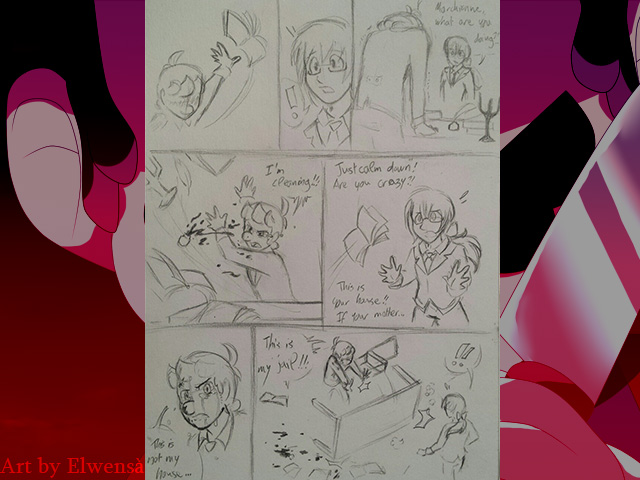 Marchianne,
what are you
doing?!
!
I'm
cleaning!!
Just calm down!
Are you crazy?!
This is
your house!!
If your mother...
This is
not my
house...
This is
my jail!!!
!!
Art by Elwensà